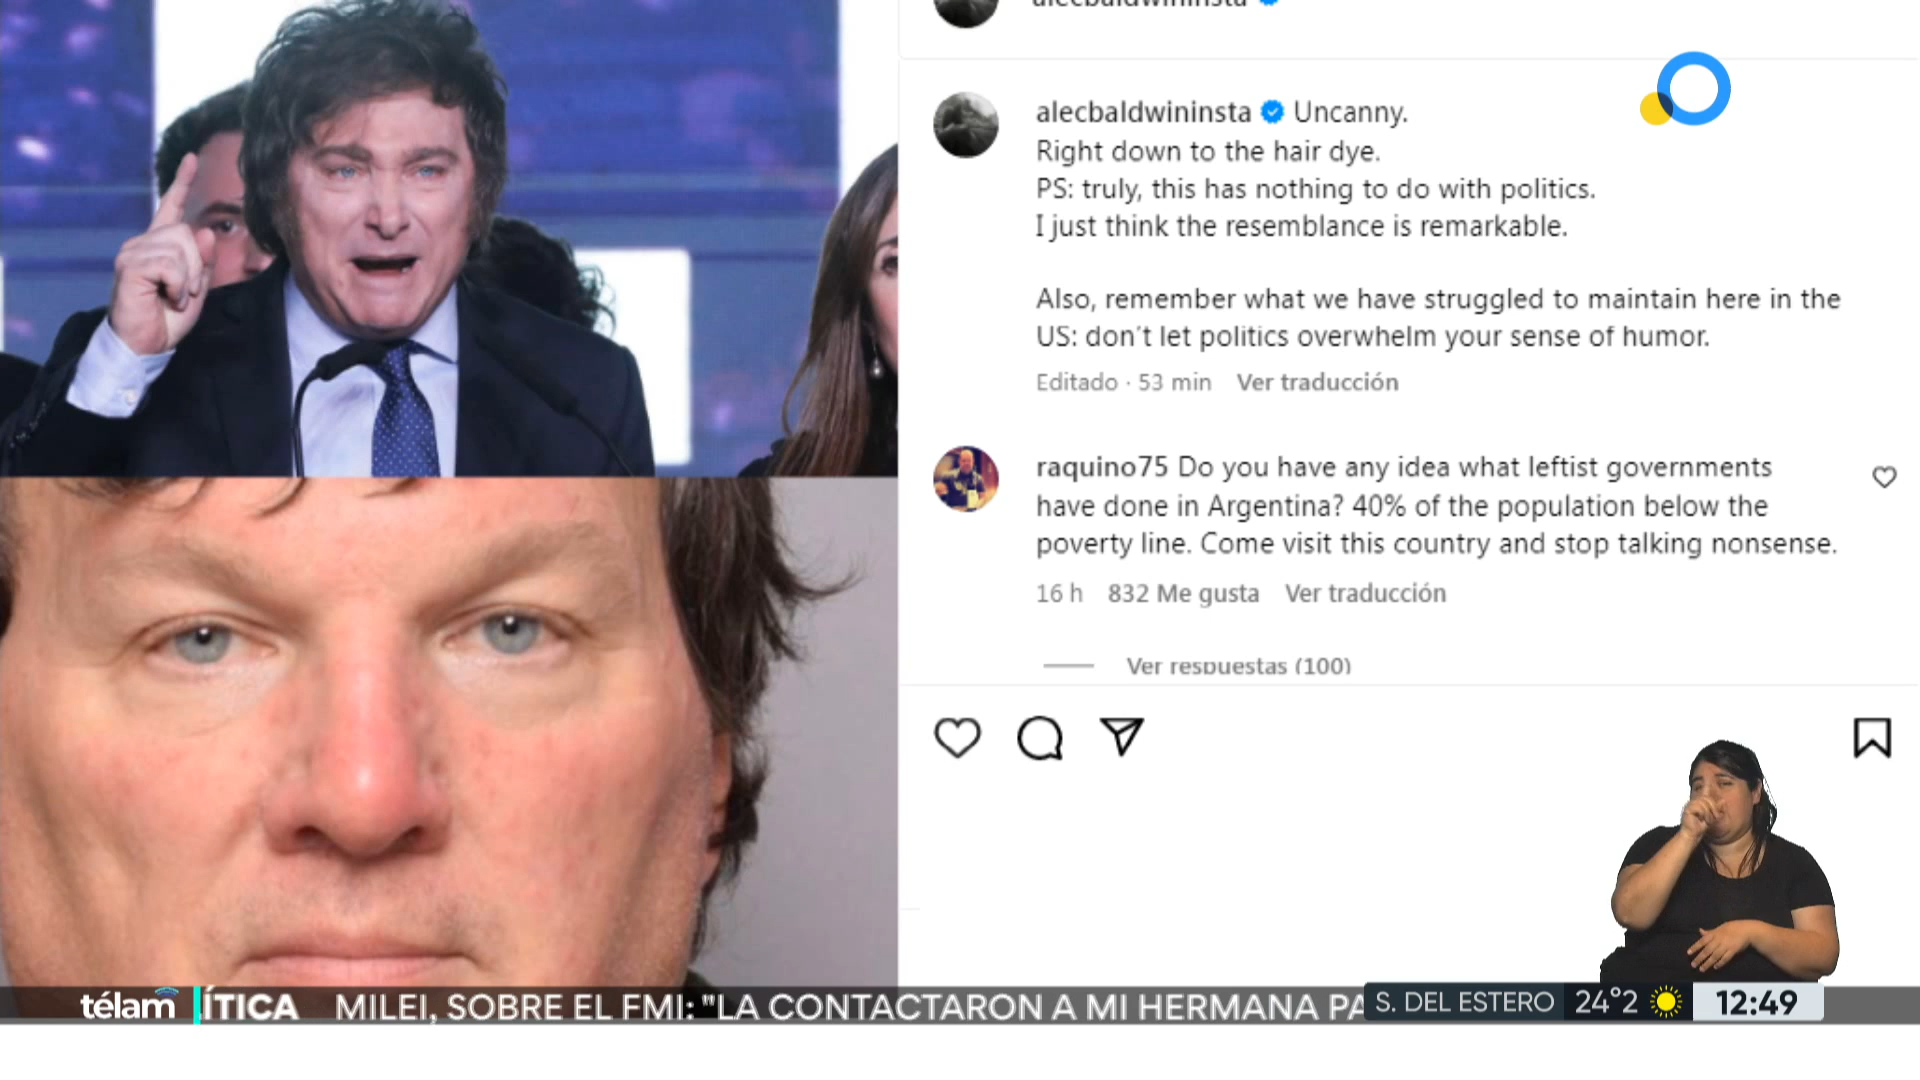 alecbaldwininsta
alecbaldwininsta Uncanny.
Right down to the hair dye.
PS: truly, this has nothing to do with politics.
I just think the resemblance is remarkable.
Also, remember what we have struggled to maintain here in the
US: don't let politics overwhelm your sense of humor.
Editado · 53 min Ver traducción
raquino75 Do you have any idea what leftist governments
have done in Argentina? 40% of the population below the
poverty line. Come visit this country and stop talking nonsense.
16 h 832 Me gusta Ver traducción
Ver respuestas (100)
télam ÍTICA MILEI, SOBRE EL FMI: "LA CONTACTARON A MI HERMANA PA
S. DEL ESTERO 24°2 12:49